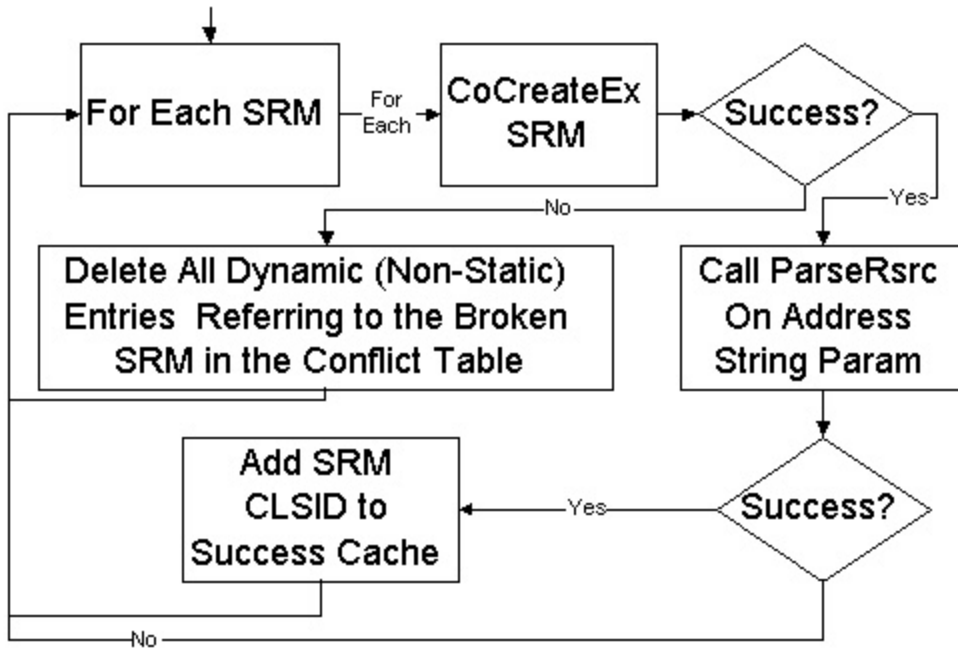 For Each SRM
For
Each
CoCreateEx
SRM
Success?
No
Yes
Delete All Dynamic (Non-Static)
Entries Referring to the Broken
SRM in the Conflict Table
Call ParseRsrc
On Address
String Param
Add SRM
CLSID to
Success Cache
Yes
Success?
No